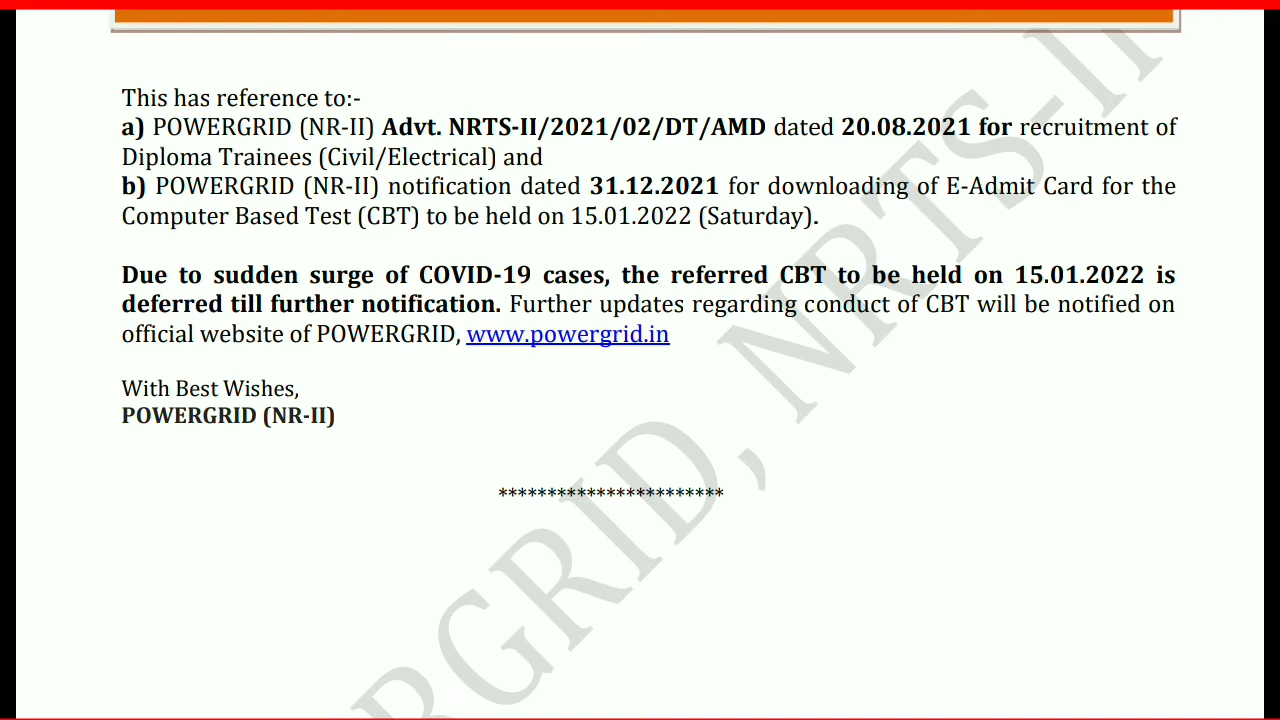 This has reference to:-
a) POWERGRID (NR-II) Advt. NRTS-II/2021/02/DT/AMD dated 20.08.2021 for recruitment of
Diploma Trainees (Civil/Electrical) and
b) POWERGRID (NR-II) notification dated 31.12.2021 for downloading of E-Admit Card for the
Computer Based Test (CBT) to be held on 15.01.2022 (Saturday).
Due to sudden surge of COVID-19 cases, the referred CBT to be held on 15.01.2022 is
deferred till further notification. Further updates regarding conduct of CBT will be notified on
official website of POWERGRID, www.powergrid.in
With Best Wishes,
POWERGRID (NR-II)
***********************
RGRID, NRTS-II